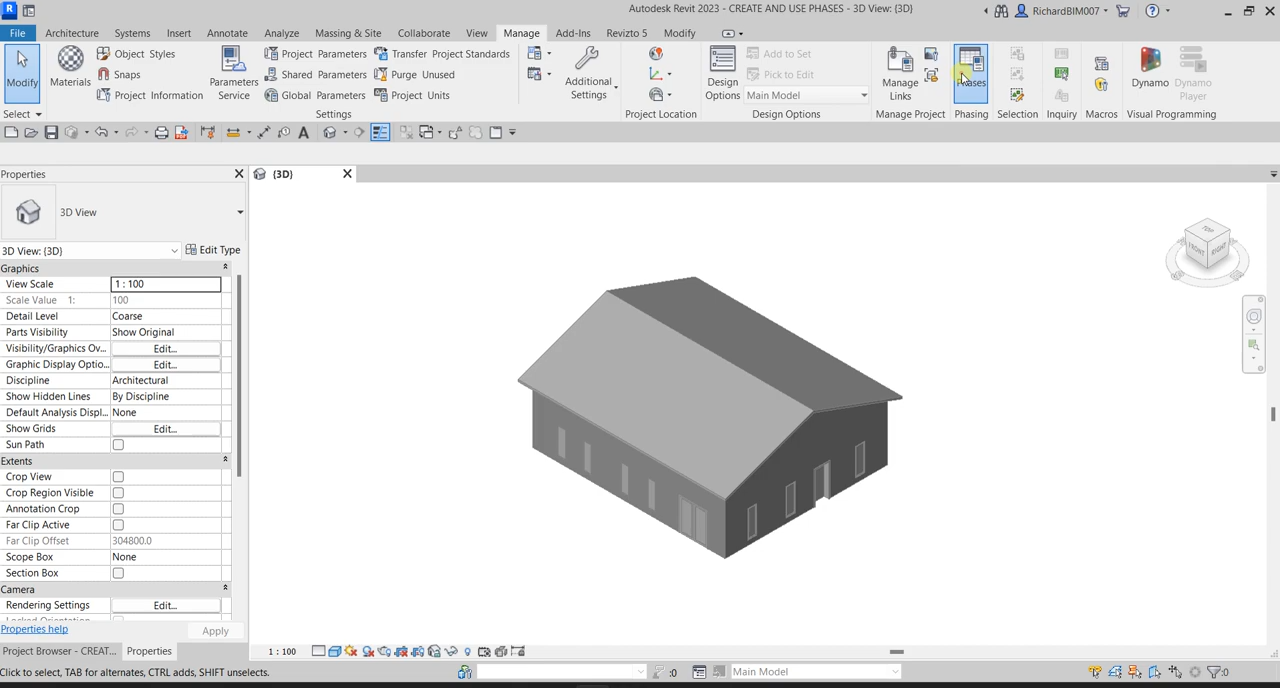 Autodesk Revit 2023 - CREATE AND USE PHASES - 3D View: {3D}
RichardBIM007
File Architecture Systems Insert Annotate Analyze Massing & Site Collaborate View Manage Add-Ins Revizto 5 Modify
Modify
Materials
Object Styles
Snaps
Project Information
Parameters
Service
Project Parameters
Shared Parameters
Global Parameters
Transfer Project Standards
Purge Unused
Project Units
Additional
Settings
Design
Options
Add to Set
Pick to Edit
Main Model
Manage
Links
Phases
Dynamo
Dynamo
Player
Select Settings Project Location Design Options Manage Project Phasing Selection Inquiry Macros Visual Programming
Properties
{3D}
3D View
3D View: {3D} Edit Type
Graphics
View Scale 1 : 100
Scale Value 1: 100
Detail Level Coarse
Parts Visibility Show Original
Visibility/Graphics Ov... Edit...
Graphic Display Optio... Edit...
Discipline Architectural
Show Hidden Lines By Discipline
Default Analysis Displ... None
Show Grids Edit...
Sun Path
Extents
Crop View
Crop Region Visible
Annotation Crop
Far Clip Active
Far Clip Offset 304800.0
Scope Box None
Section Box
Camera
Rendering Settings Edit...
Properties help Apply
Project Browser - CREAT... Properties
TOP
FRONT RIGHT
1 : 100
Click to select, TAB for alternates, CTRL adds, SHIFT unselects.
:0
Main Model
:0